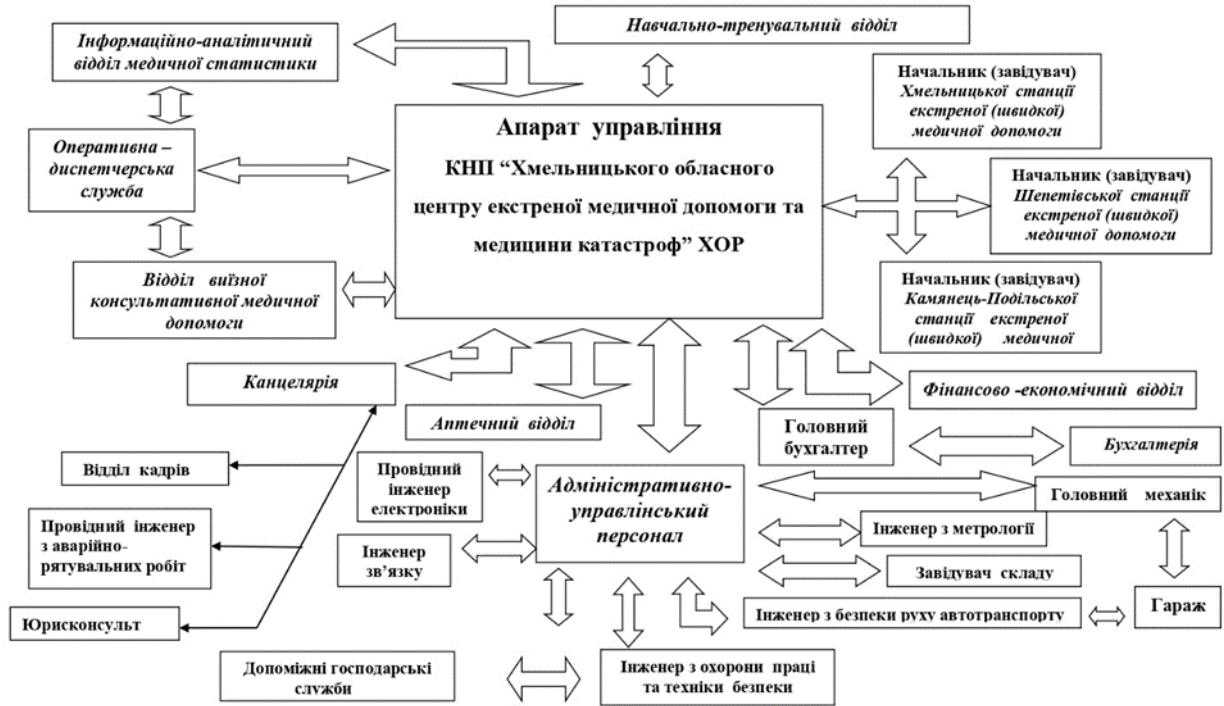 Інформаційно-аналітичний
відділ медичної статистики
Навчально-тренувальний відділ
Начальник (завідувач)
Хмельницької станції
екстреної (швидкої)
медичної допомоги
Оперативна –
диспетчерська
служба
Апарат управління
КНП “Хмельницького обласного
центру екстреної медичної допомоги та
медицини катастроф” ХОР
Начальник (завідувач)
Шепетівської станції
екстреної (швидкої)
медичної допомоги
Відділ виїзної
консультативної медичної
допомоги
Начальник (завідувач)
Камянець-Подільської
станції екстреної
(швидкої) медичної
Канцелярія
Аптечний відділ
Фінансово -економічний відділ
Головний
бухгалтер
Бухгалтерія
Відділ кадрів
Провідний
інженер
електроніки
Адміністративно-
управлінський
персонал
Головний механік
Провідний інженер
з аварійно-
рятувальних робіт
Інженер
зв’язку
Інженер з метрології
Завідувач складу
Юрисконсульт
Інженер з безпеки руху автотранспорту
Гараж
Допоміжні господарські
служби
Інженер з охорони праці
та техніки безпеки